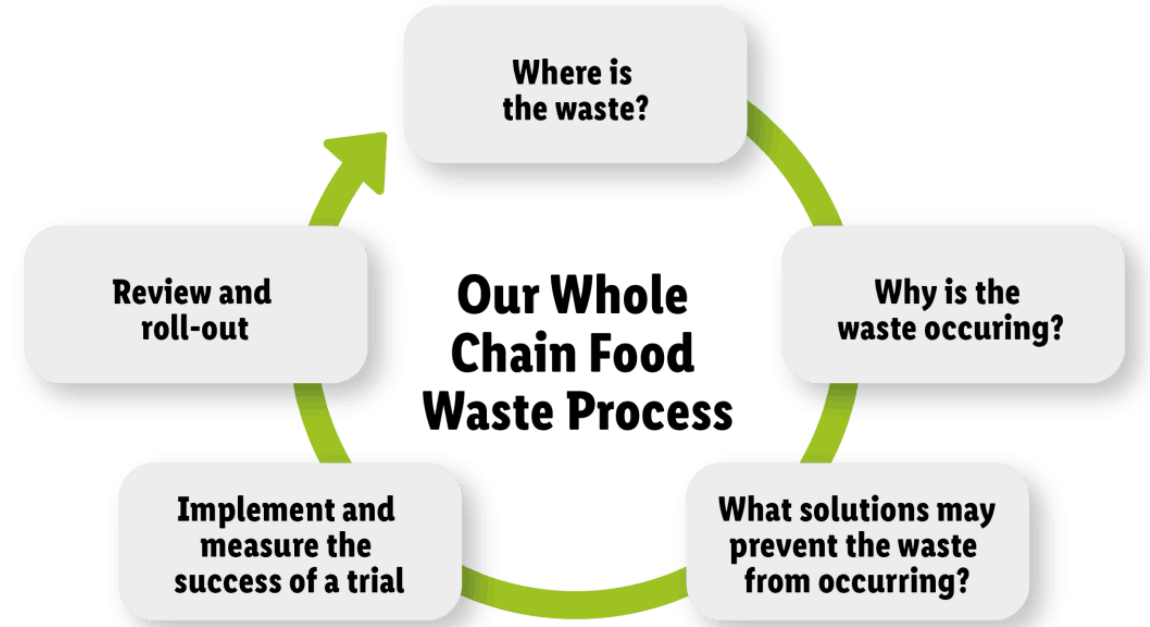 Where is
the waste?
Why is the
waste occuring?
What solutions may
prevent the waste
from occurring?
Implement and
measure the
success of a trial
Review and
roll-out
Our Whole
Chain Food
Waste Process